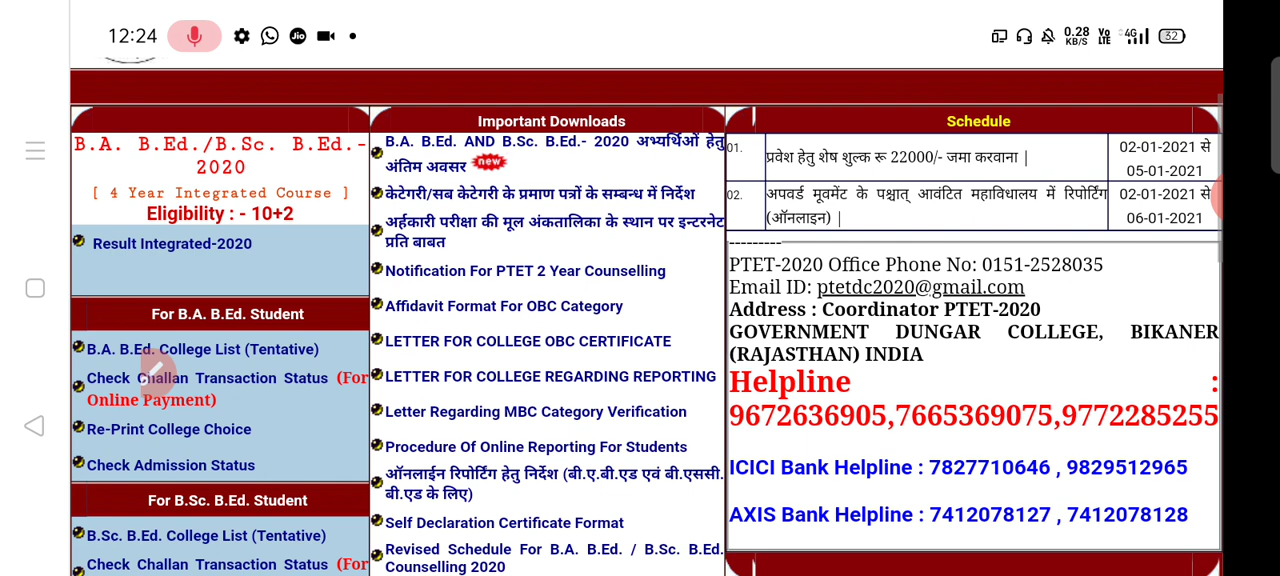 12:24
Jio
0.28
KB/S
Vo
LTE
4G
32
B.A. B.Ed./B.Sc. B.Ed.-
2020
[ 4 Year Integrated Course ]
Eligibility : - 10+2
Result Integrated-2020
For B.A. B.Ed. Student
B.A. B.Ed. College List (Tentative)
Check Challan Transaction Status (For
Online Payment)
Re-Print College Choice
Check Admission Status
For B.Sc. B.Ed. Student
B.Sc. B.Ed. College List (Tentative)
Check Challan Transaction Status (For
Important Downloads
B.A. B.Ed. AND B.Sc. B.Ed.- 2020 अभ्यर्थिओं हेतु
अंतिम अवसर new
केटेगरी/सब केटेगरी के प्रमाण पत्रों के सम्बन्ध में निर्देश
अर्हकारी परीक्षा की मूल अंकतालिका के स्थान पर इन्टरनेट
प्रति बाबत
Notification For PTET 2 Year Counselling
Affidavit Format For OBC Category
LETTER FOR COLLEGE OBC CERTIFICATE
LETTER FOR COLLEGE REGARDING REPORTING
Letter Regarding MBC Category Verification
Procedure Of Online Reporting For Students
ऑनलाईन रिपोर्टिंग हेतु निर्देश (बी.ए.बी.एड एवं बी.एससी.
बी.एड के लिए)
Self Declaration Certificate Format
Revised Schedule For B.A. B.Ed. / B.Sc. B.Ed.
Counselling 2020
Schedule
01. प्रवेश हेतु शेष शुल्क रू 22000/- जमा करवाना | 02-01-2021 से
05-01-2021
02. अपवर्ड मूवमेंट के पश्चात् आवंटित महाविधालय में रिपोर्टिंग 02-01-2021 से
(ऑनलाइन) | 06-01-2021
---------
PTET-2020 Office Phone No: 0151-2528035
Email ID: ptetdc2020@gmail.com
Address : Coordinator PTET-2020
GOVERNMENT DUNGAR COLLEGE, BIKANER
(RAJASTHAN) INDIA
Helpline :
9672636905,7665369075,9772285255
ICICI Bank Helpline : 7827710646 , 9829512965
AXIS Bank Helpline : 7412078127 , 7412078128